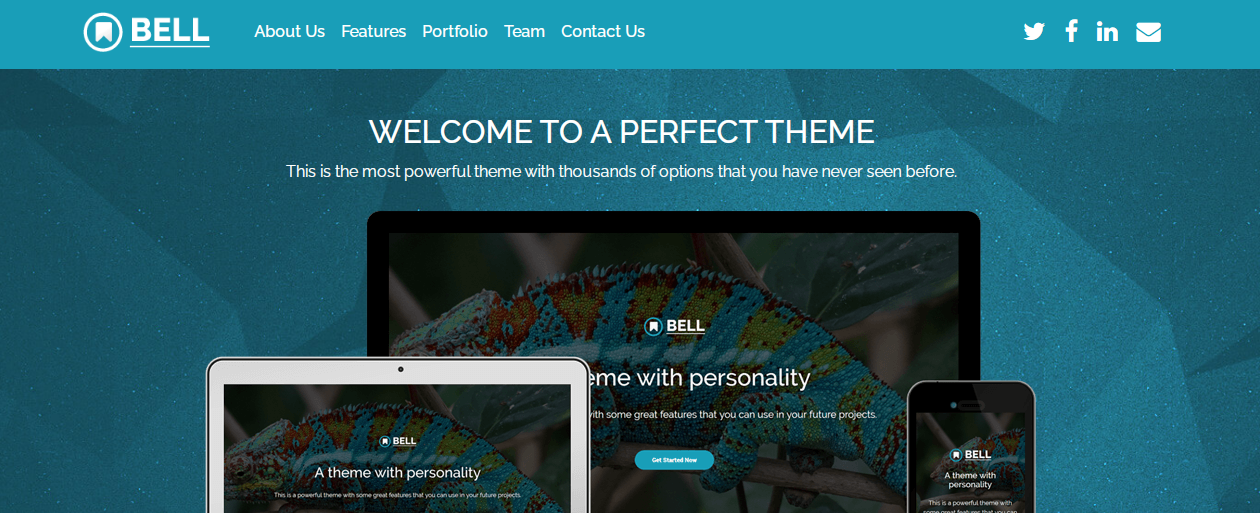 BELL
About Us Features Portfolio Team Contact Us
WELCOME TO A PERFECT THEME
This is the most powerful theme with thousands of options that you have never seen before.
BELL
eme with personality
with some great features that you can use in your future projects.
Get Started Now
BELL
A theme with personality
This is a powerful theme with some great features that you can use in your future projects.
BELL
A theme with
personality
This is a powerful theme with
some great features that you can